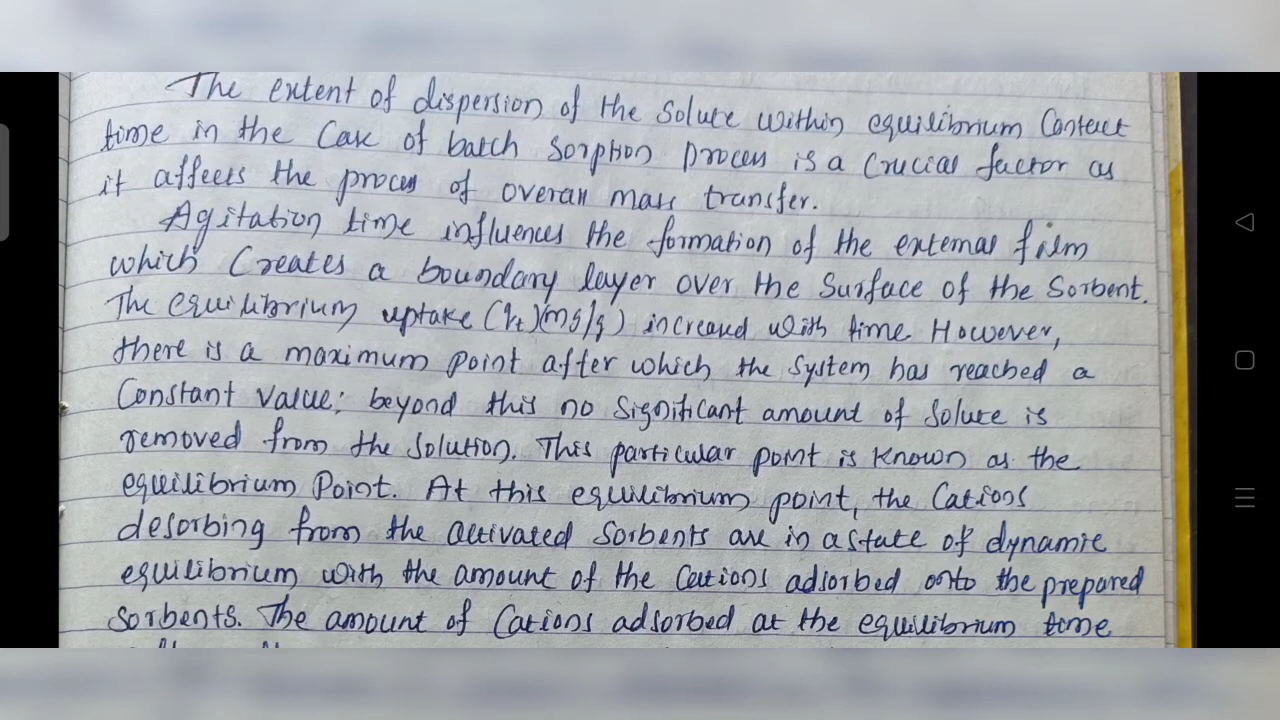 The extent of dispersion of the Solute within equilibrium Contact
time in the Case of batch Sorption process is a Crucial factor as
it affects the process of overall mass transfer.
Agitation time influences the formation of the external film
which Creates a boundary layer over the Surface of the Sorbent.
The equilibrium uptake (mg/g) increased with time. However,
there is a maximum point after which the System has reached a
Constant value; beyond this no Significant amount of Solute is
removed from the Solution. This particular point is Known as the
equilibrium Point. At this equilibrium point, the Cations
desorbing from the activated Sorbents are in a state of dynamic
equilibrium with the amount of the Cations adsorbed onto the prepared
Sorbents. The amount of Cations adsorbed at the equilibrium time